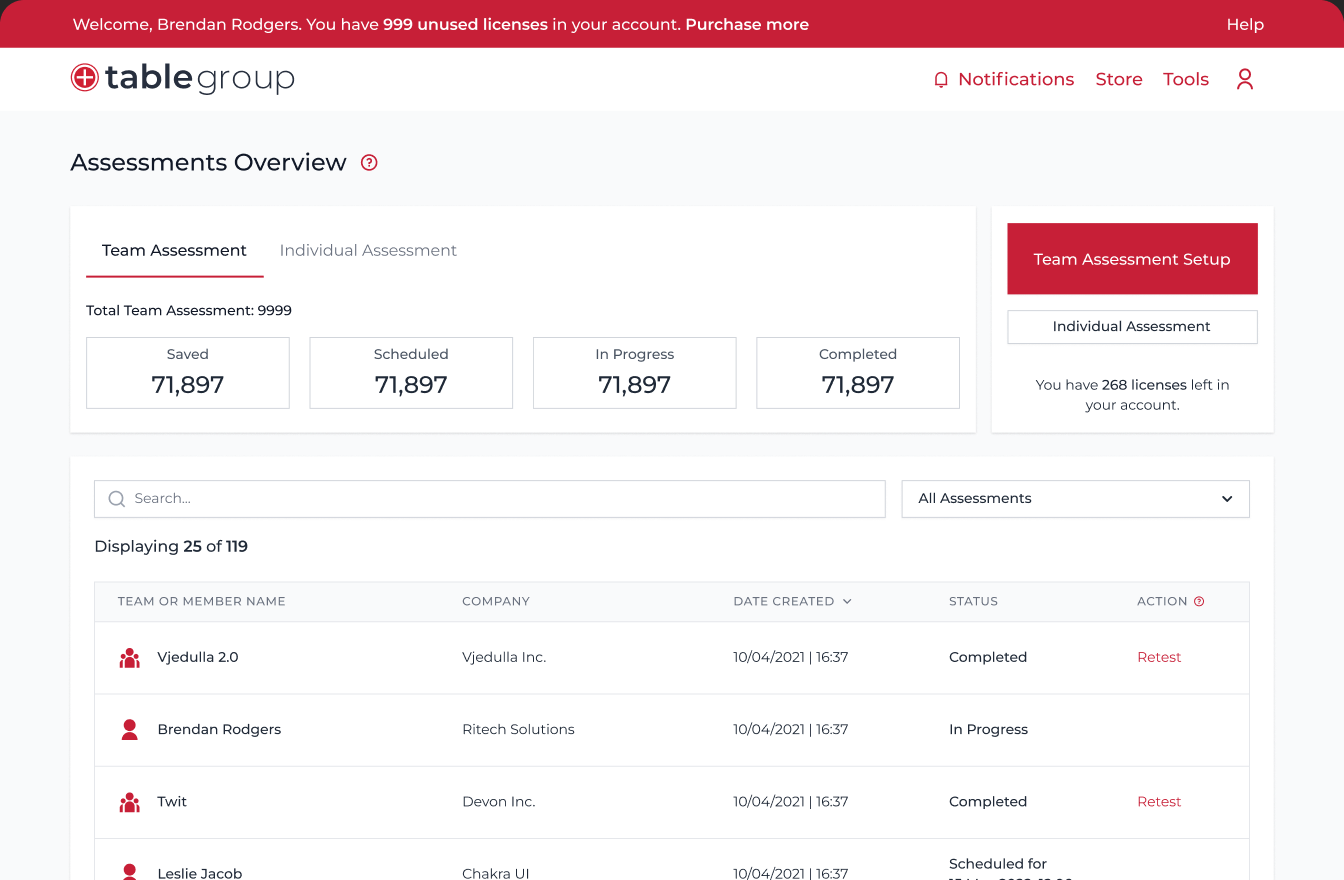 Welcome, Brendan Rodgers. You have 999 unused licenses in your account. Purchase more
Help
tablegroup
Notifications
Store
Tools
Assessments Overview
Team Assessment
Individual Assessment
Total Team Assessment: 9999
Saved
71,897
Scheduled
71,897
In Progress
71,897
Completed
71,897
Team Assessment Setup
Individual Assessment
You have 268 licenses left in
your account.
Search...
All Assessments
Displaying 25 of 119
TEAM OR MEMBER NAME
COMPANY
DATE CREATED
STATUS
ACTION
Vjedulla 2.0
Vjedulla Inc.
10/04/2021 | 16:37
Completed
Retest
Brendan Rodgers
Ritech Solutions
10/04/2021 | 16:37
In Progress
Twit
Devon Inc.
10/04/2021 | 16:37
Completed
Retest
Leslie Jacob
Chakra UI
10/04/2021 | 16:37
Scheduled for